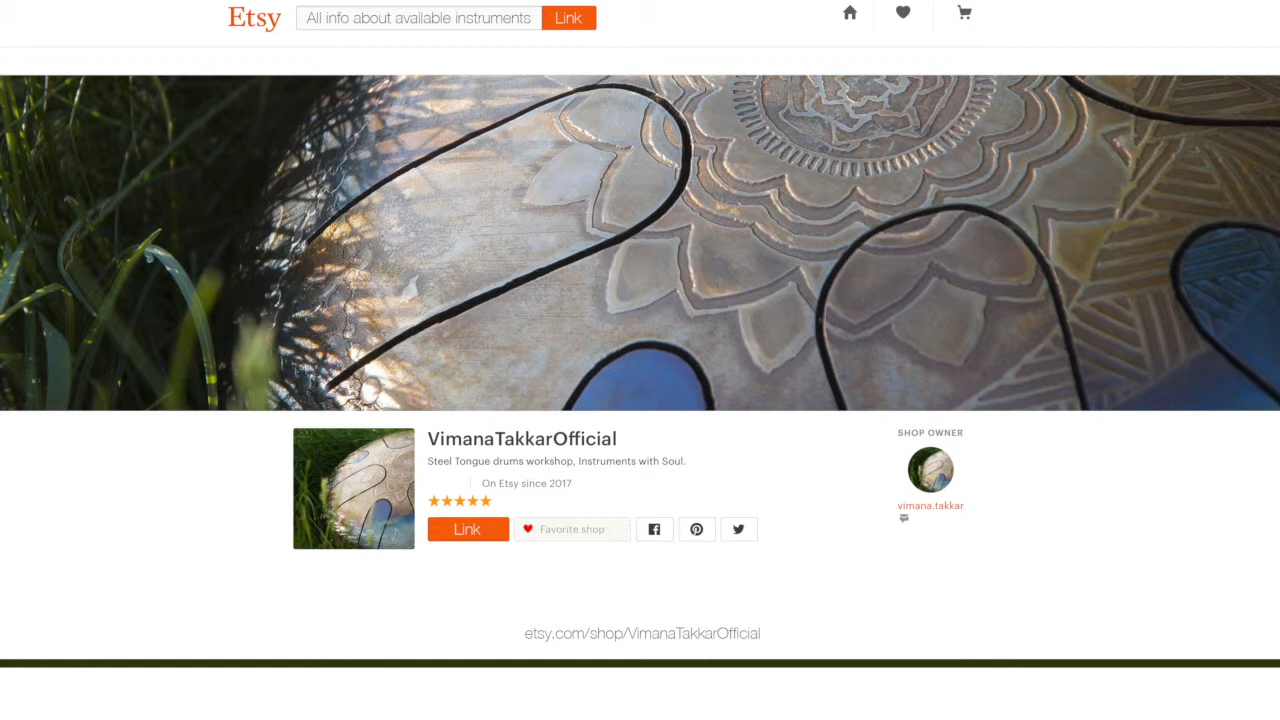 Etsy
All info about available instruments
Link
VimanaTakkarOfficial
Steel Tongue drums workshop, Instruments with Soul.
On Etsy since 2017
Link
Favorite shop
SHOP OWNER
vimana.takkar
etsy.com/shop/VimanaTakkarOfficial